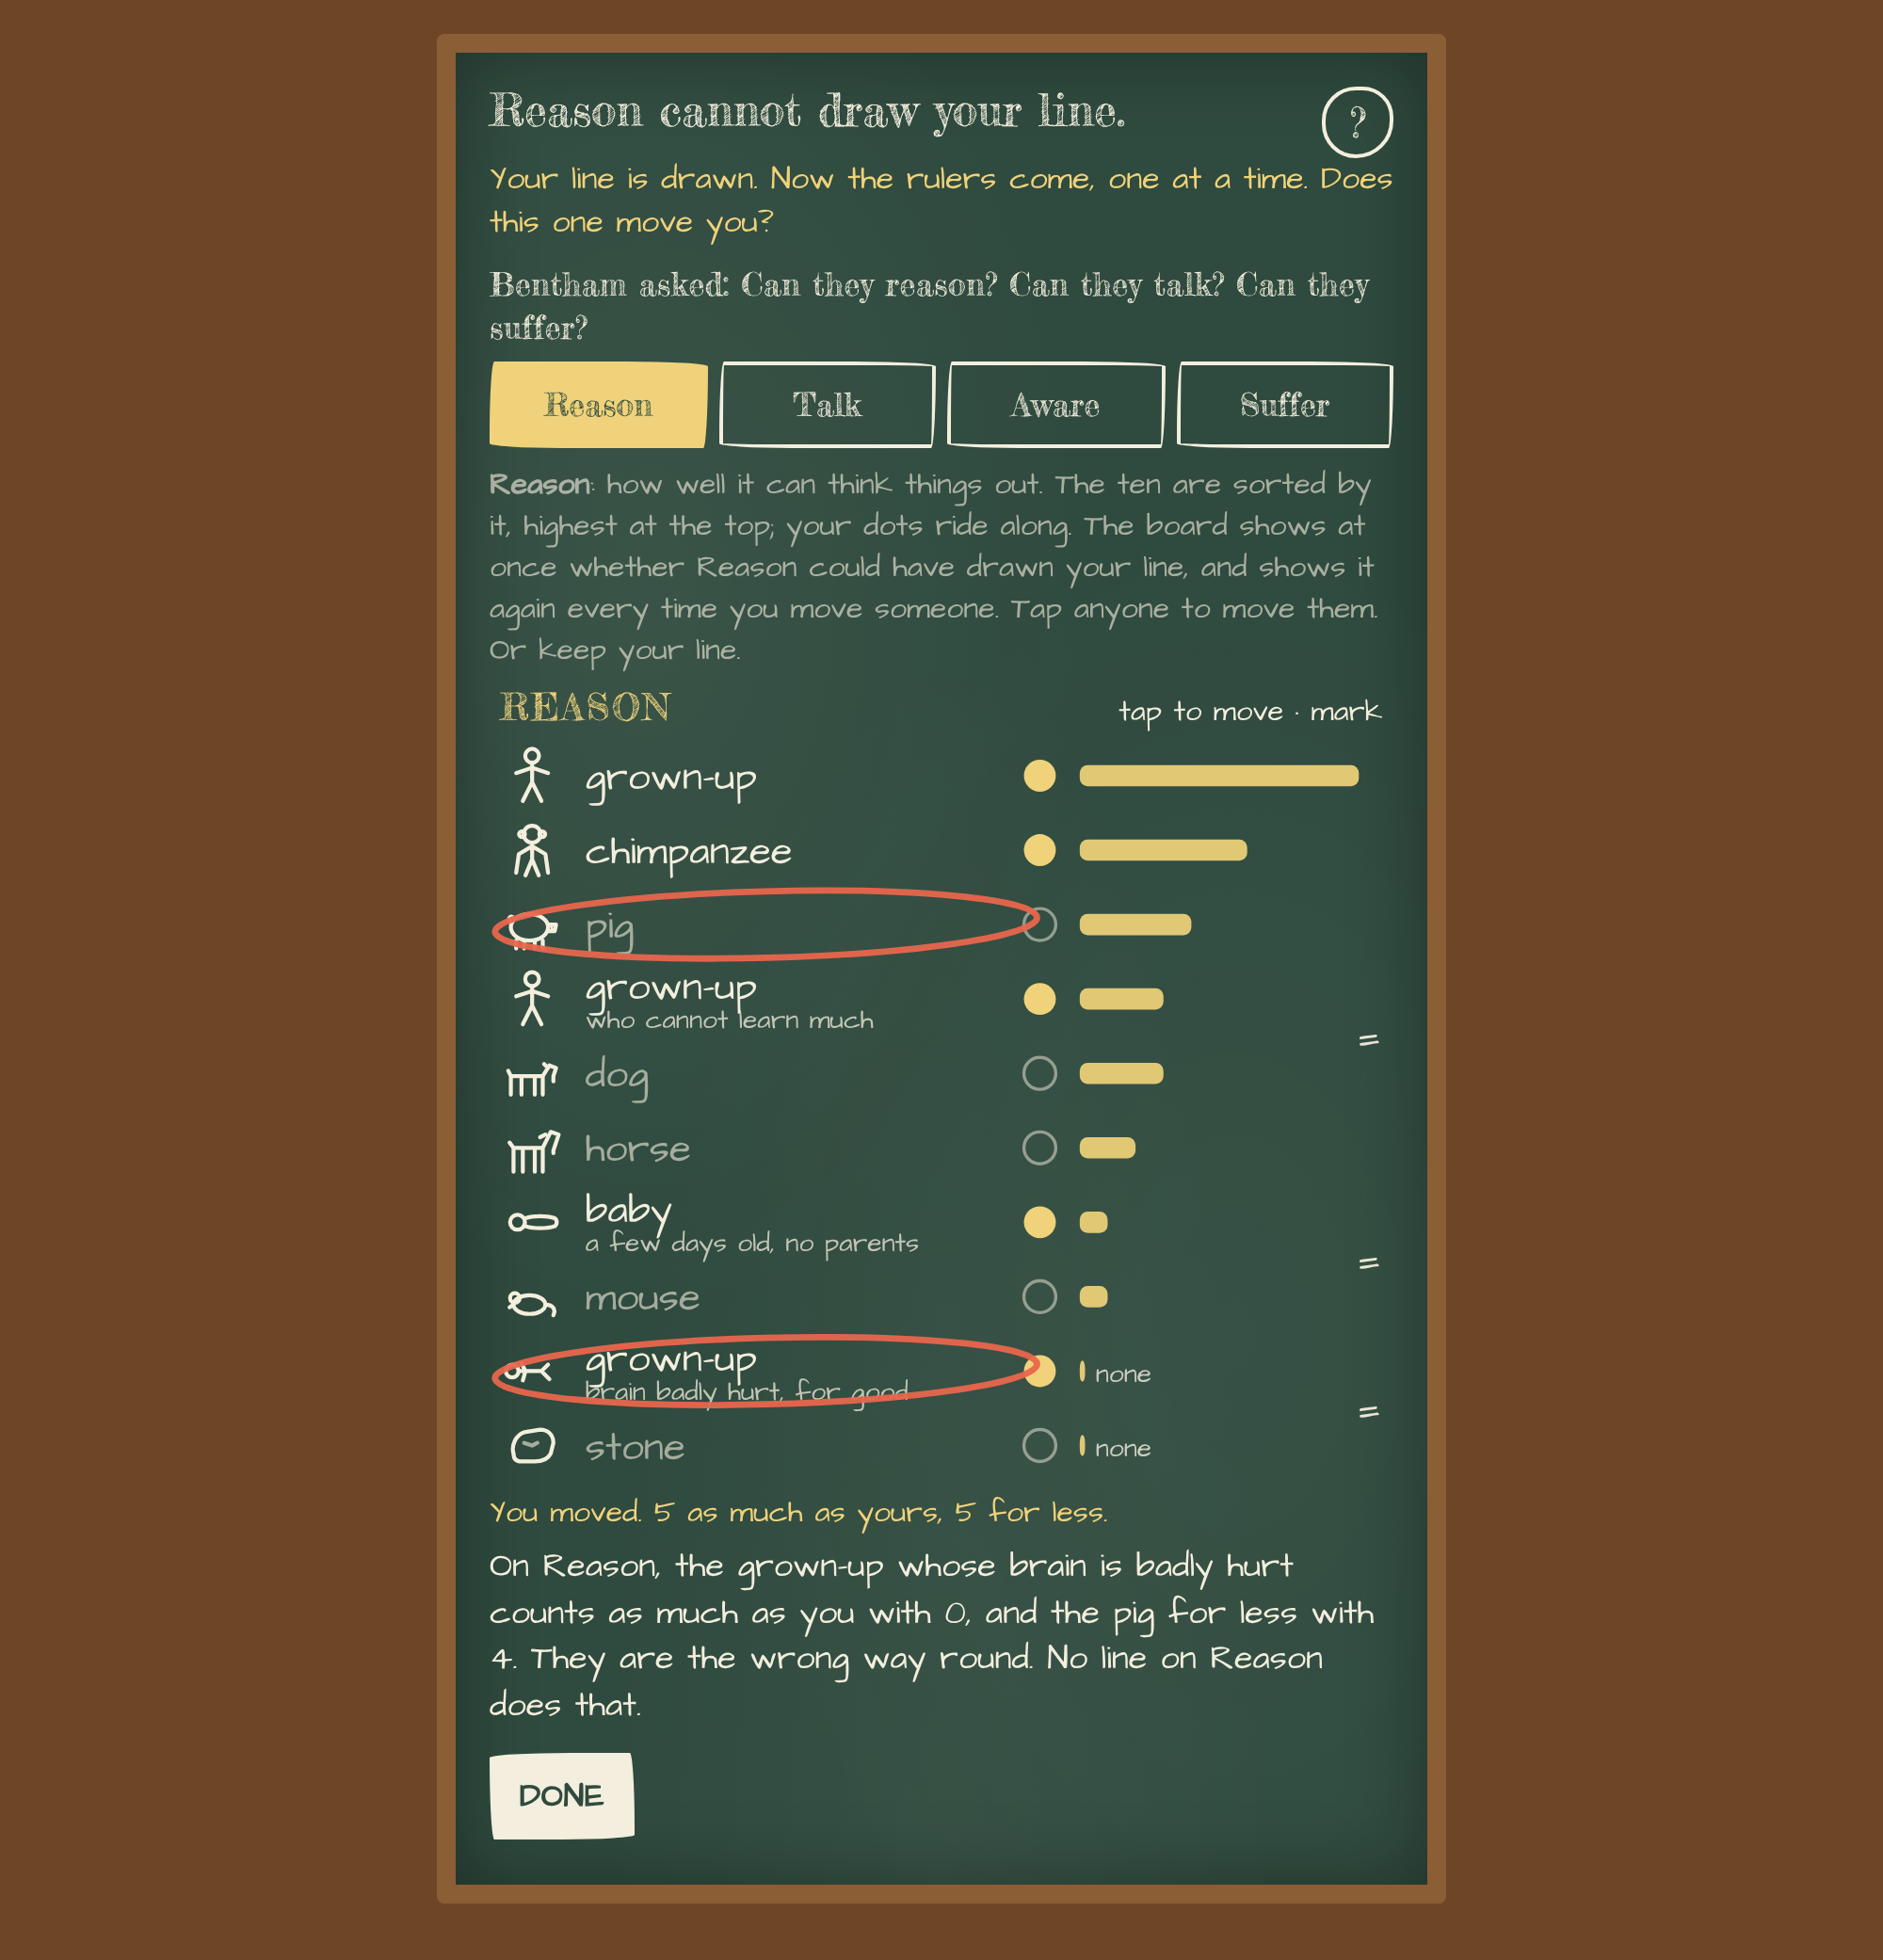 Reason cannot draw your line.
?
Your line is drawn. Now the rulers come, one at a time. Does
this one move you?
Bentham asked: Can they reason? Can they talk? Can they
suffer?
Reason
Talk
Aware
Suffer
Reason: how well it can think things out. The ten are sorted by
it, highest at the top; your dots ride along. The board shows at
once whether Reason could have drawn your line, and shows it
again every time you move someone. Tap anyone to move them.
Or keep your line.
REASON
tap to move · mark
grown-up
chimpanzee
pig
grown-up
who cannot learn much
=
dog
horse
baby
a few days old, no parents
=
mouse
grown-up
brain badly hurt, for good
none
=
stone
none
You moved. 5 as much as yours, 5 for less.
On Reason, the grown-up whose brain is badly hurt
counts as much as you with 0, and the pig for less with
4. They are the wrong way round. No line on Reason
does that.
DONE